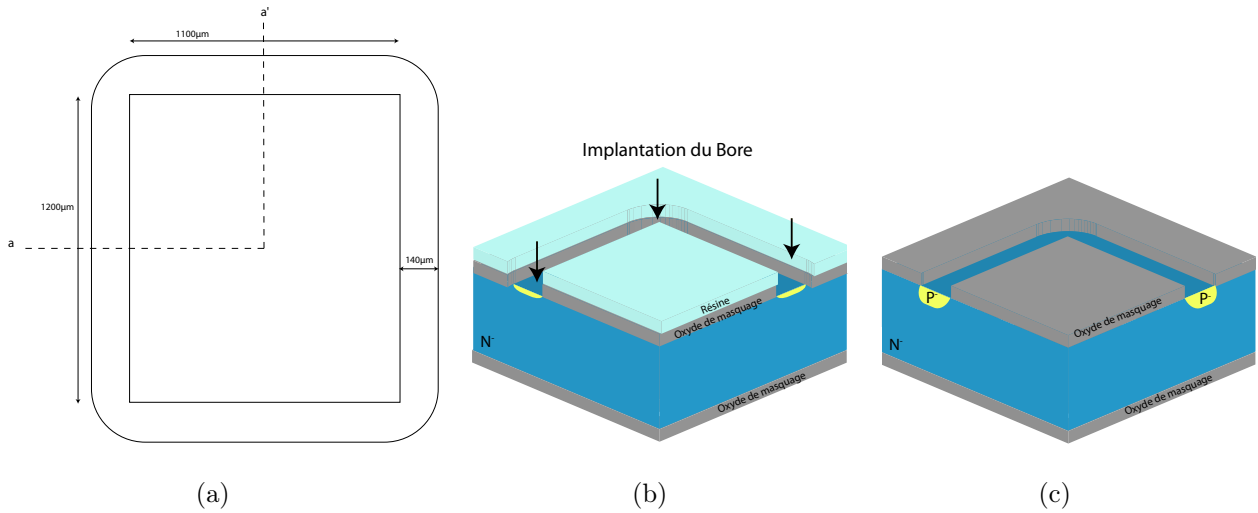 a'
1100µm
1200µm
a
140µm
(a)
Implantation du Bore
Résine
Oxyde de masquage
N⁻
Oxyde de masquage
(b)
P⁻
P⁻
Oxyde de masquage
N⁻
Oxyde de masquage
(c)